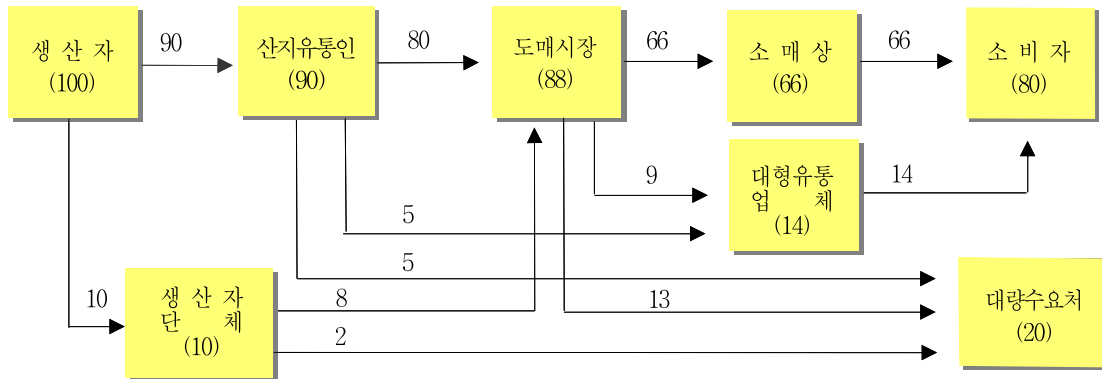 생 산 자
(100)
90
산지유통인
(90)
80
도매시장
(88)
66
소 매 상
(66)
66
소 비 자
(80)
9
대형유통
업 체
(14)
14
5
5
10
생 산 자
단 체
(10)
8
2
13
대량수요처
(20)